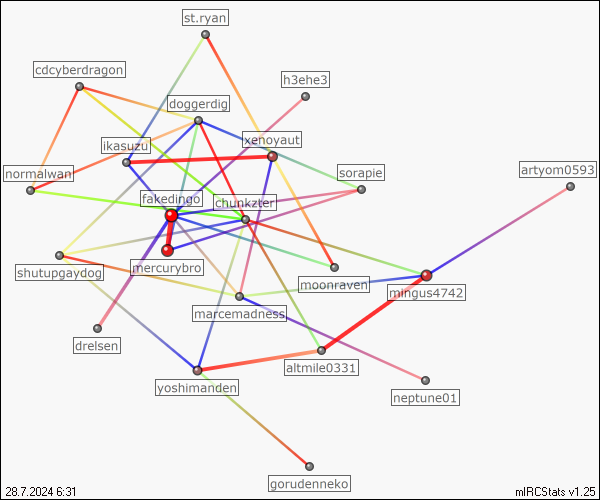 st.ryan
cdcyberdragon
h3ehe3
doggerdig
ikasuzu
xenoyaut
normalwan
sorapie
artyom0593
fakedingo
chunkzter
shutupgaydog
mercurybro
moonraven
mingus4742
marcemadness
drelsen
altmile0331
yoshimanden
neptune01
gorudenneko
28.7.2024 6:31
mIRCStats v1.25